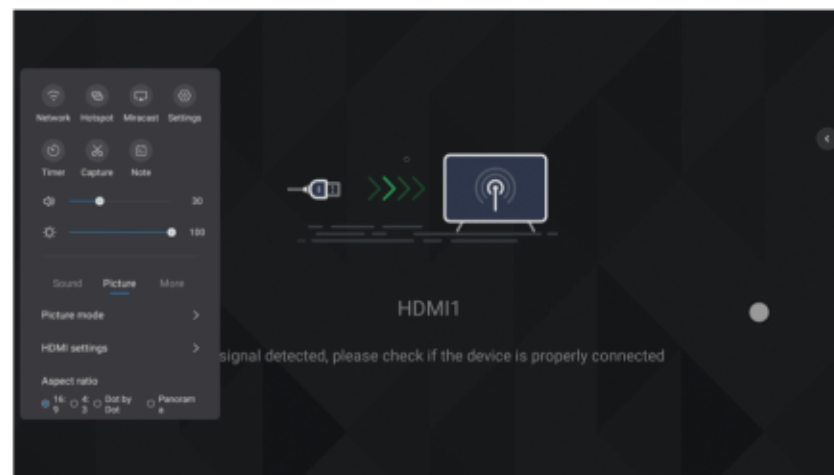 Network Hotspot Miracast Settings
Timer Capture Note
30
100
Sound Picture More
Picture mode
HDMI settings
Aspect ratio
16:9 4:3 Dot by Dot Panorama
HDMI1
signal detected, please check if the device is properly connected